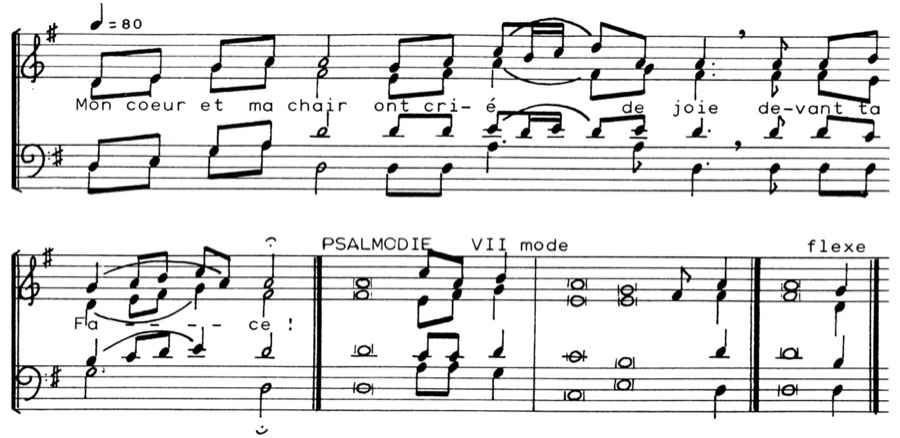 =80
Mon coeur et ma chair ont cri-é de joie de-vant ta
PSALMODIE VII mode flexe
Fa - - - - ce !